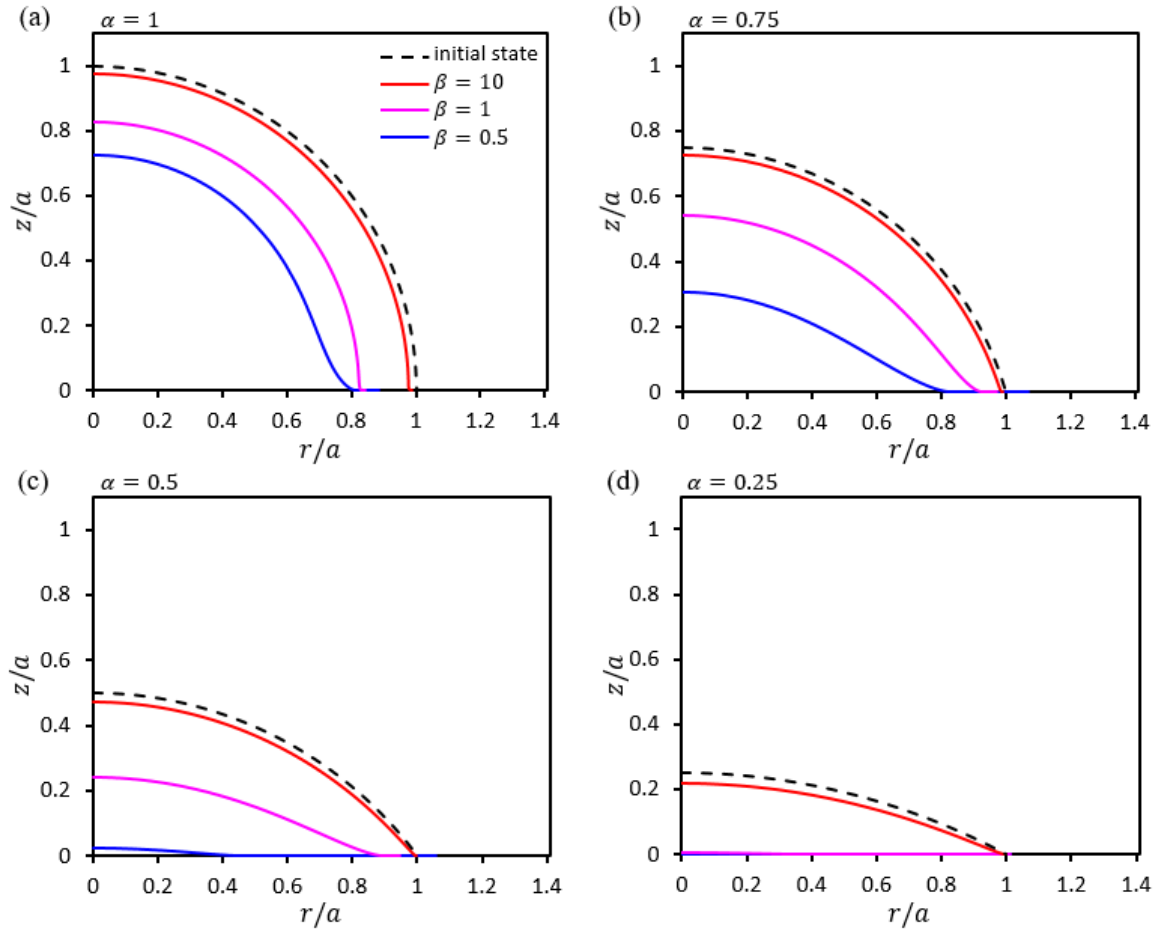 (a)
α = 1
initial state
β = 10
β = 1
β = 0.5
1
0.8
0.6
0.4
0.2
0
z/a
0 0.2 0.4 0.6 0.8 1 1.2 1.4
r/a
(b)
α = 0.75
1
0.8
0.6
0.4
0.2
0
z/a
0 0.2 0.4 0.6 0.8 1 1.2 1.4
r/a
(c)
α = 0.5
1
0.8
0.6
0.4
0.2
0
z/a
0 0.2 0.4 0.6 0.8 1 1.2 1.4
r/a
(d)
α = 0.25
1
0.8
0.6
0.4
0.2
0
z/a
0 0.2 0.4 0.6 0.8 1 1.2 1.4
r/a